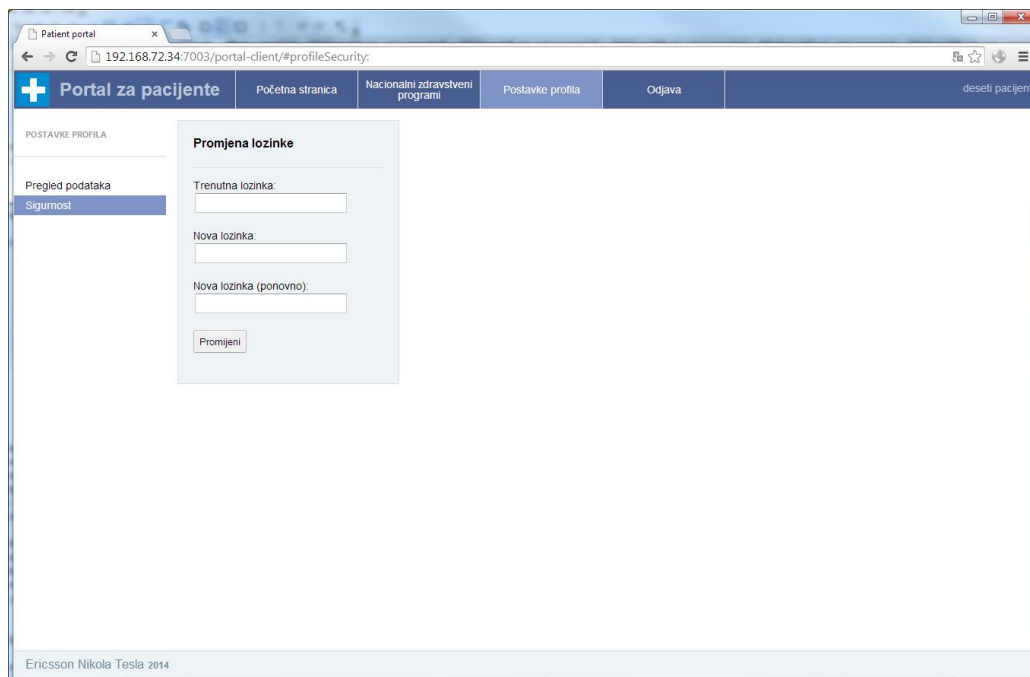 Patient portal
192.168.72.34:7003/portal-client/#profileSecurity:
Portal za pacijente
Početna stranica
Nacionalni zdravstveni
programi
Postavke profila
Odjava
deseti pacijent
POSTAVKE PROFILA
Pregled podataka
Sigurnost
Promjena lozinke
Trenutna lozinka:
Nova lozinka:
Nova lozinka (ponovno):
Promijeni
Ericsson Nikola Tesla 2014